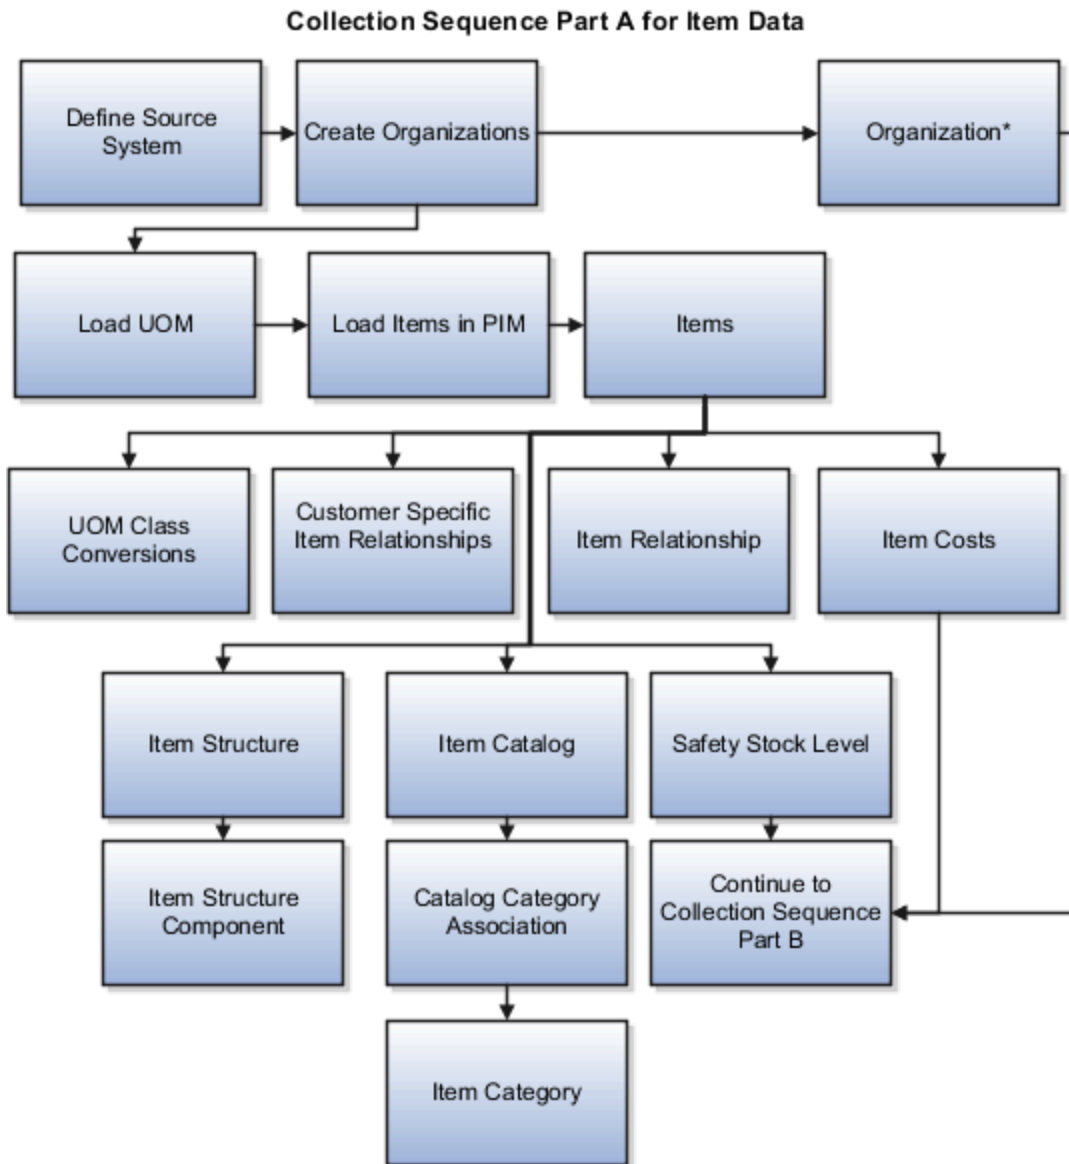 Collection Sequence Part A for Item Data
Define Source
System
Create Organizations
Organization*
Load UOM
Load Items in PIM
Items
UOM Class
Conversions
Customer Specific
Item Relationships
Item Relationship
Item Costs
Item Structure
Item Catalog
Safety Stock Level
Item Structure
Component
Catalog Category
Association
Continue to
Collection Sequence
Part B
Item Category